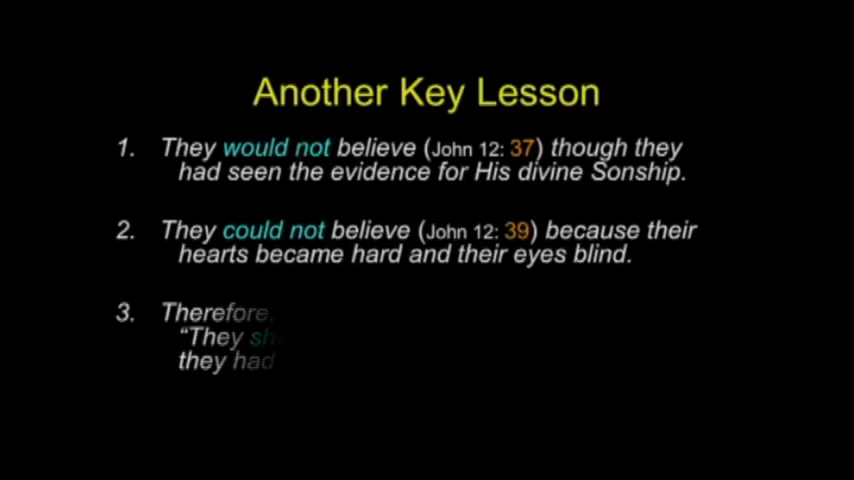 Another Key Lesson
1. They would not believe (John 12: 37) though they
had seen the evidence for His divine Sonship.
2. They could not believe (John 12: 39) because their
hearts became hard and their eyes blind.
3. Therefore,
“They
they had